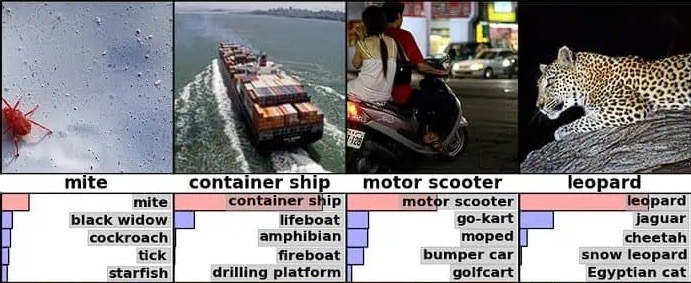 mite
container ship
motor scooter
leopard
mite
black widow
cockroach
tick
starfish
container ship
lifeboat
amphibian
fireboat
drilling platform
motor scooter
go-kart
moped
bumper car
golfcart
leopard
jaguar
cheetah
snow leopard
Egyptian cat